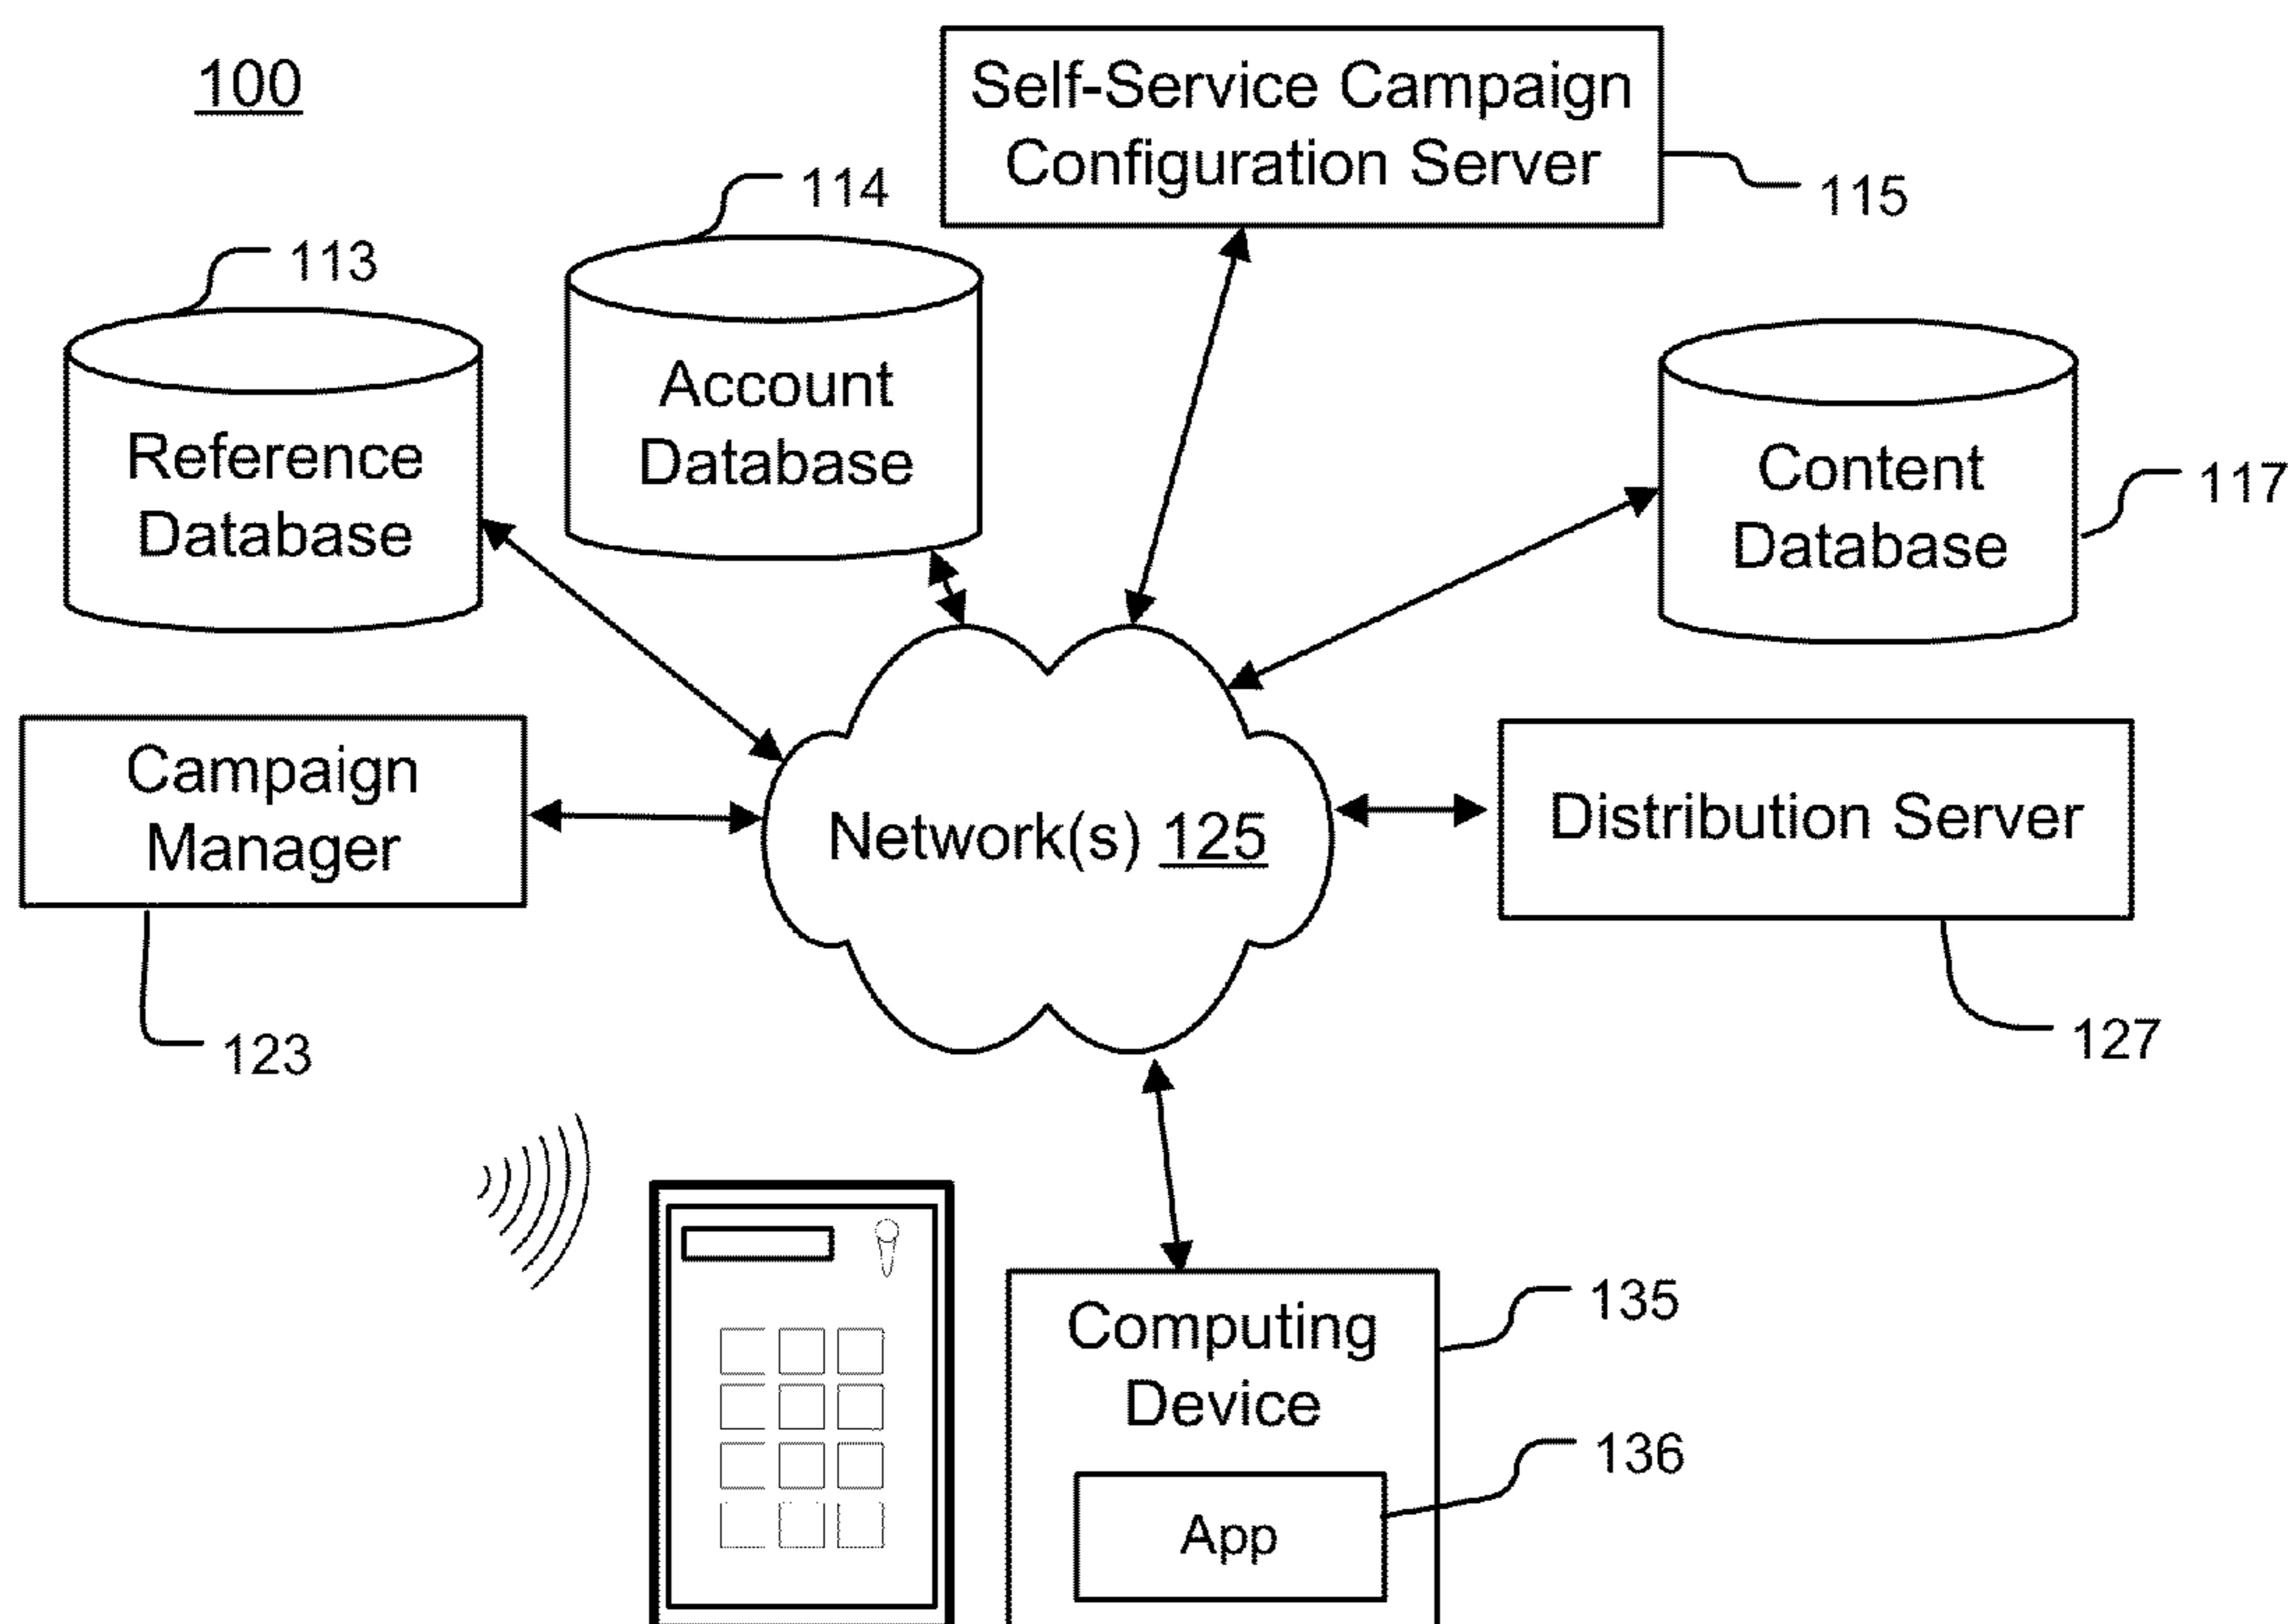 100
Self-Service Campaign
Configuration Server
115
114
113
Account
Database
Reference
Database
Content
Database
117
Campaign
Manager
Network(s) 125
Distribution Server
123
127
Computing
Device
135
136
App